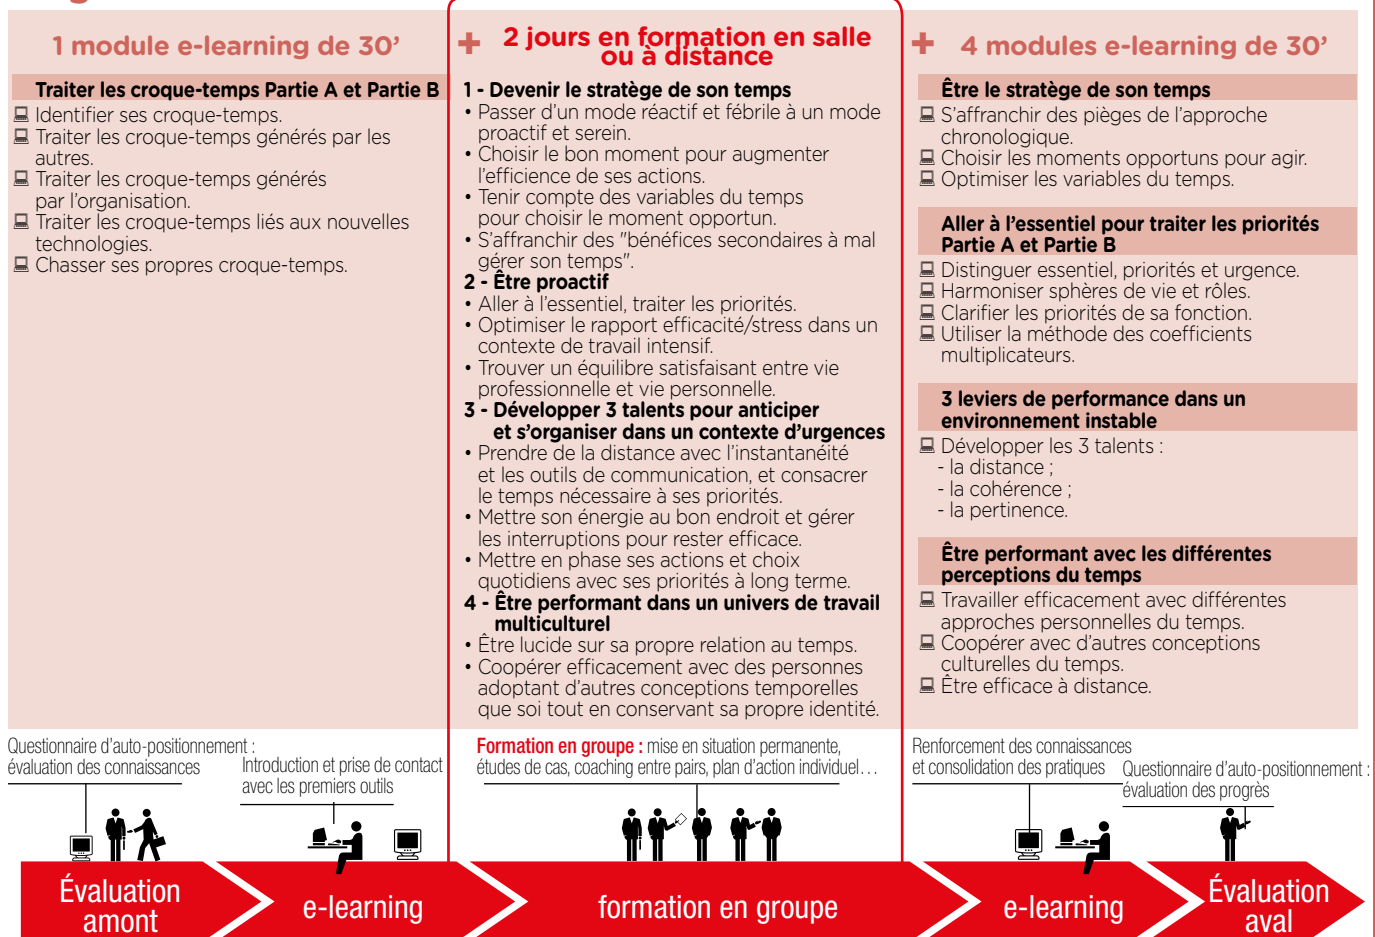 1 module e-learning de 30’
Traiter les croque-temps Partie A et Partie B
Identifier ses croque-temps.
Traiter les croque-temps générés par les
autres.
Traiter les croque-temps générés
par l’organisation.
Traiter les croque-temps liés aux nouvelles
technologies.
Chasser ses propres croque-temps.
+
2 jours en formation en salle
ou à distance
1 - Devenir le stratège de son temps
• Passer d’un mode réactif et fébrile à un mode
proactif et serein.
• Choisir le bon moment pour augmenter
l’efficience de ses actions.
• Tenir compte des variables du temps
pour choisir le moment opportun.
• S’affranchir des "bénéfices secondaires à mal
gérer son temps".
2 - Être proactif
• Aller à l’essentiel, traiter les priorités.
• Optimiser le rapport efficacité/stress dans un
contexte de travail intensif.
• Trouver un équilibre satisfaisant entre vie
professionnelle et vie personnelle.
3 - Développer 3 talents pour anticiper
et s’organiser dans un contexte d’urgences
• Prendre de la distance avec l’instantanéité
et les outils de communication, et consacrer
le temps nécessaire à ses priorités.
• Mettre son énergie au bon endroit et gérer
les interruptions pour rester efficace.
• Mettre en phase ses actions et choix
quotidiens avec ses priorités à long terme.
4 - Être performant dans un univers de travail
multiculturel
• Être lucide sur sa propre relation au temps.
• Coopérer efficacement avec des personnes
adoptant d’autres conceptions temporelles
que soi tout en conservant sa propre identité.
+
4 modules e-learning de 30’
Être le stratège de son temps
S’affranchir des pièges de l’approche
chronologique.
Choisir les moments opportuns pour agir.
Optimiser les variables du temps.
Aller à l’essentiel pour traiter les priorités
Partie A et Partie B
Distinguer essentiel, priorités et urgence.
Harmoniser sphères de vie et rôles.
Clarifier les priorités de sa fonction.
Utiliser la méthode des coefficients
multiplicateurs.
3 leviers de performance dans un
environnement instable
Développer les 3 talents :
- la distance ;
- la cohérence ;
- la pertinence.
Être performant avec les différentes
perceptions du temps
Travailler efficacement avec différentes
approches personnelles du temps.
Coopérer avec d’autres conceptions
culturelles du temps.
Être efficace à distance.
Questionnaire d’auto-positionnement :
évaluation des connaissances
Introduction et prise de contact
avec les premiers outils
Formation en groupe : mise en situation permanente,
études de cas, coaching entre pairs, plan d’action individuel…
Renforcement des connaissances
et consolidation des pratiques
Questionnaire d’auto-positionnement :
évaluation des progrès
Évaluation
amont
e-learning
formation en groupe
e-learning
Évaluation
aval